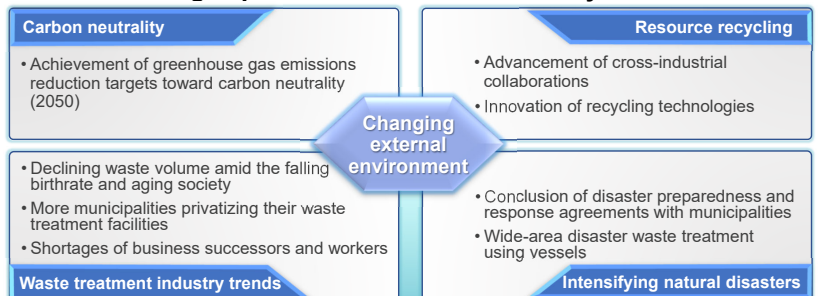 Carbon neutrality
• Achievement of greenhouse gas emissions
reduction targets toward carbon neutrality
(2050)
Resource recycling
• Advancement of cross-industrial
collaborations
• Innovation of recycling technologies
Changing
external
environment
• Declining waste volume amid the falling
birthrate and aging society
• More municipalities privatizing their waste
treatment facilities
• Shortages of business successors and workers
Waste treatment industry trends
• Conclusion of disaster preparedness and
response agreements with municipalities
• Wide-area disaster waste treatment
using vessels
Intensifying natural disasters